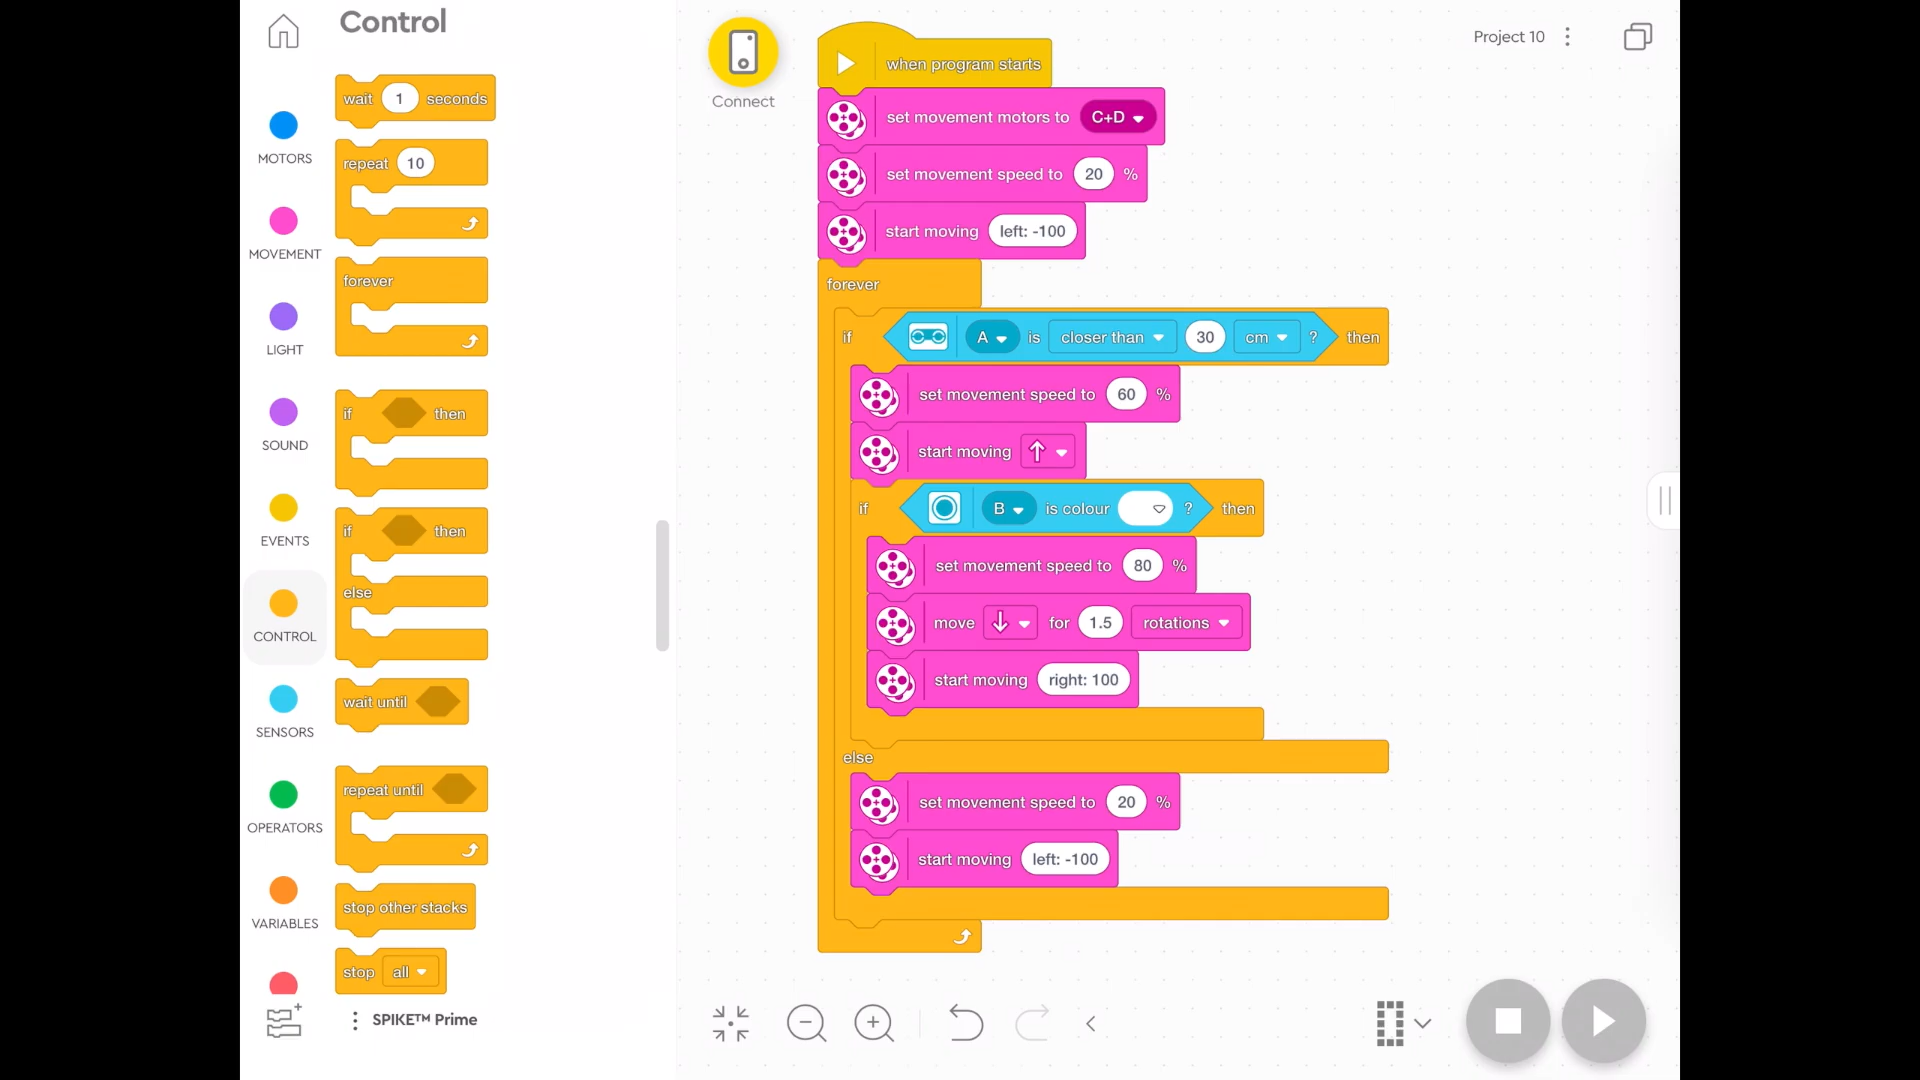 Control
wait 1 seconds
repeat 10
forever
if then
if then
else
wait until
repeat until
stop other stacks
stop all
MOTORS
MOVEMENT
LIGHT
SOUND
EVENTS
CONTROL
SENSORS
OPERATORS
VARIABLES
SPIKE™ Prime
Connect
Project 10
when program starts
set movement motors to C+D
set movement speed to 20 %
start moving left: -100
forever
if A is closer than 30 cm ? then
set movement speed to 60 %
start moving
if B is colour ? then
set movement speed to 80 %
move for 1.5 rotations
start moving right: 100
else
set movement speed to 20 %
start moving left: -100